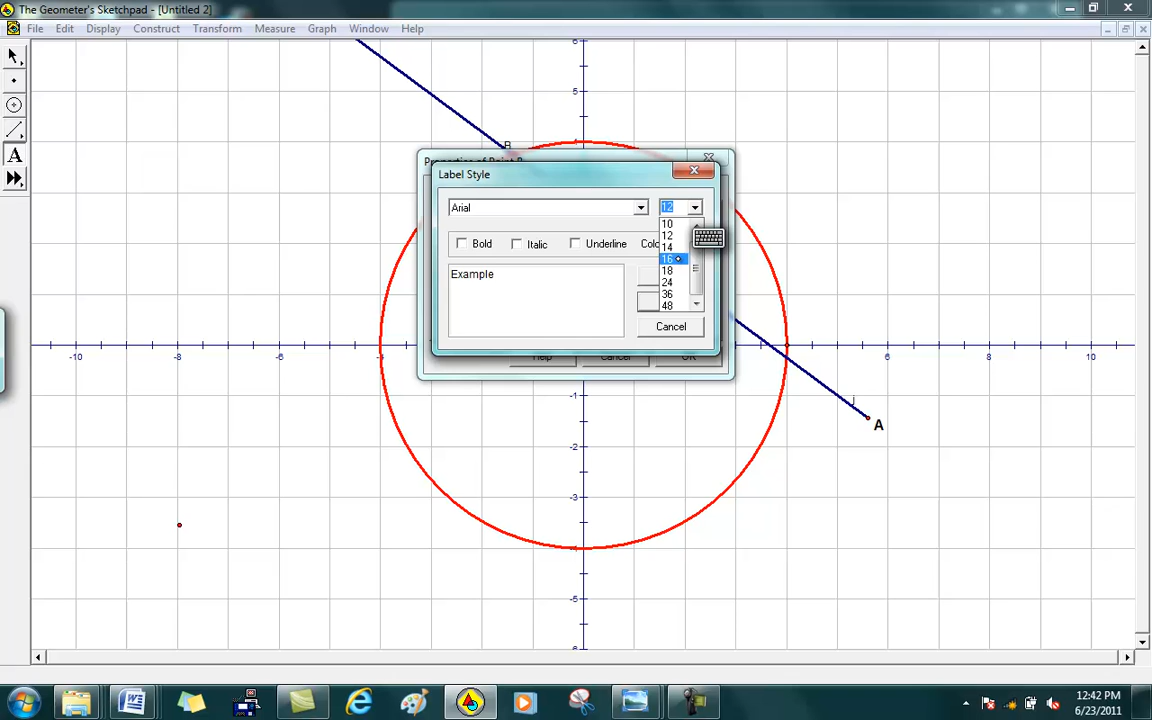 The Geometer's Sketchpad - [Untitled 2]
File Edit Display Construct Transform Measure Graph Window Help
A
6
5
B
Label Style
Arial
12
10
12
14
16
18
24
36
48
Bold Italic Underline
Example
Cancel
-10 -8 -6 6 8 10
-1
j
A
-2
-3
-5
12:42 PM
6/23/2011